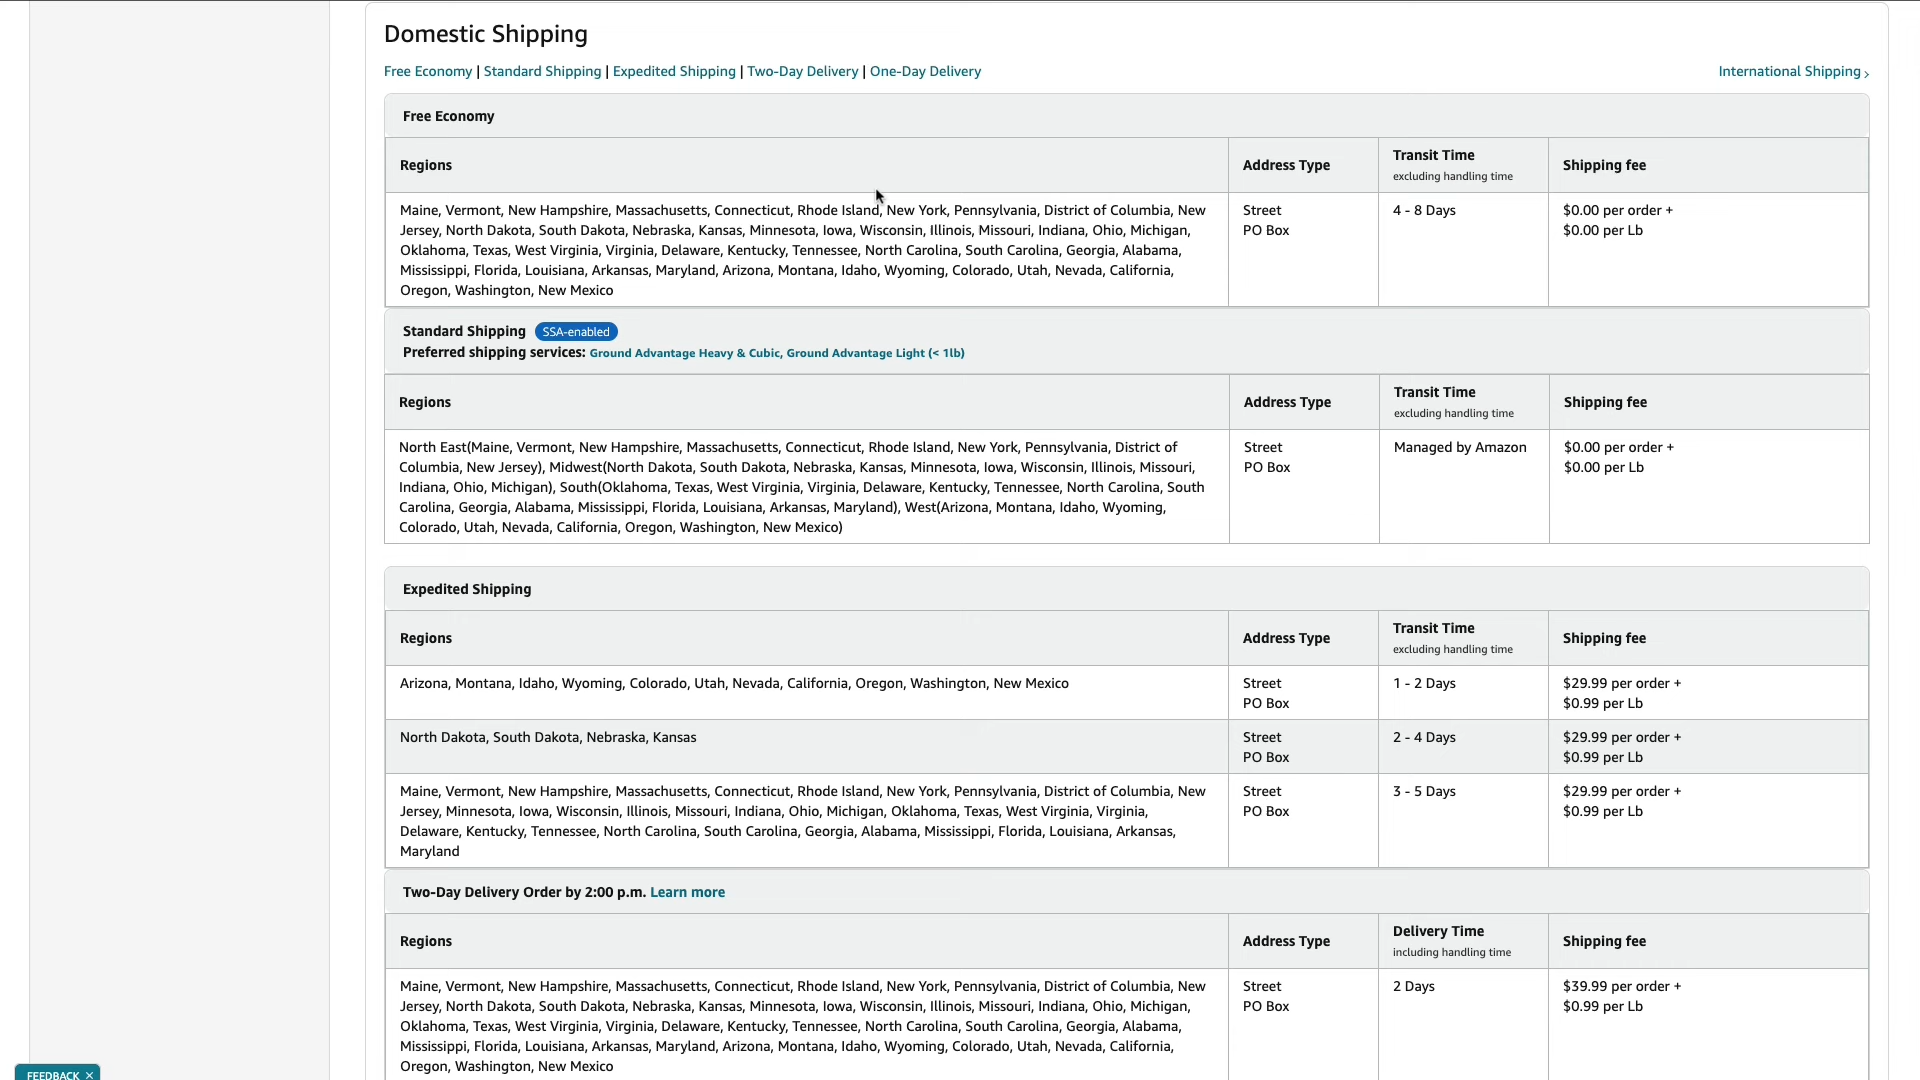 Domestic Shipping
Free Economy | Standard Shipping | Expedited Shipping | Two-Day Delivery | One-Day Delivery
International Shipping ›
Free Economy
Regions
Address Type
Transit Time
excluding handling time
Shipping fee
Maine, Vermont, New Hampshire, Massachusetts, Connecticut, Rhode Island, New York, Pennsylvania, District of Columbia, New
Jersey, North Dakota, South Dakota, Nebraska, Kansas, Minnesota, Iowa, Wisconsin, Illinois, Missouri, Indiana, Ohio, Michigan,
Oklahoma, Texas, West Virginia, Virginia, Delaware, Kentucky, Tennessee, North Carolina, South Carolina, Georgia, Alabama,
Mississippi, Florida, Louisiana, Arkansas, Maryland, Arizona, Montana, Idaho, Wyoming, Colorado, Utah, Nevada, California,
Oregon, Washington, New Mexico
Street
PO Box
4 - 8 Days
$0.00 per order +
$0.00 per Lb
Standard Shipping SSA-enabled
Preferred shipping services: Ground Advantage Heavy & Cubic, Ground Advantage Light (< 1lb)
Regions
Address Type
Transit Time
excluding handling time
Shipping fee
North East(Maine, Vermont, New Hampshire, Massachusetts, Connecticut, Rhode Island, New York, Pennsylvania, District of
Columbia, New Jersey), Midwest(North Dakota, South Dakota, Nebraska, Kansas, Minnesota, Iowa, Wisconsin, Illinois, Missouri,
Indiana, Ohio, Michigan), South(Oklahoma, Texas, West Virginia, Virginia, Delaware, Kentucky, Tennessee, North Carolina, South
Carolina, Georgia, Alabama, Mississippi, Florida, Louisiana, Arkansas, Maryland), West(Arizona, Montana, Idaho, Wyoming,
Colorado, Utah, Nevada, California, Oregon, Washington, New Mexico)
Street
PO Box
Managed by Amazon
$0.00 per order +
$0.00 per Lb
Expedited Shipping
Regions
Address Type
Transit Time
excluding handling time
Shipping fee
Arizona, Montana, Idaho, Wyoming, Colorado, Utah, Nevada, California, Oregon, Washington, New Mexico
Street
PO Box
1 - 2 Days
$29.99 per order +
$0.99 per Lb
North Dakota, South Dakota, Nebraska, Kansas
Street
PO Box
2 - 4 Days
$29.99 per order +
$0.99 per Lb
Maine, Vermont, New Hampshire, Massachusetts, Connecticut, Rhode Island, New York, Pennsylvania, District of Columbia, New
Jersey, Minnesota, Iowa, Wisconsin, Illinois, Missouri, Indiana, Ohio, Michigan, Oklahoma, Texas, West Virginia, Virginia,
Delaware, Kentucky, Tennessee, North Carolina, South Carolina, Georgia, Alabama, Mississippi, Florida, Louisiana, Arkansas,
Maryland
Street
PO Box
3 - 5 Days
$29.99 per order +
$0.99 per Lb
Two-Day Delivery Order by 2:00 p.m. Learn more
Regions
Address Type
Delivery Time
including handling time
Shipping fee
Maine, Vermont, New Hampshire, Massachusetts, Connecticut, Rhode Island, New York, Pennsylvania, District of Columbia, New
Jersey, North Dakota, South Dakota, Nebraska, Kansas, Minnesota, Iowa, Wisconsin, Illinois, Missouri, Indiana, Ohio, Michigan,
Oklahoma, Texas, West Virginia, Virginia, Delaware, Kentucky, Tennessee, North Carolina, South Carolina, Georgia, Alabama,
Mississippi, Florida, Louisiana, Arkansas, Maryland, Arizona, Montana, Idaho, Wyoming, Colorado, Utah, Nevada, California,
Oregon, Washington, New Mexico
Street
PO Box
2 Days
$39.99 per order +
$0.99 per Lb
FEEDBACK ×